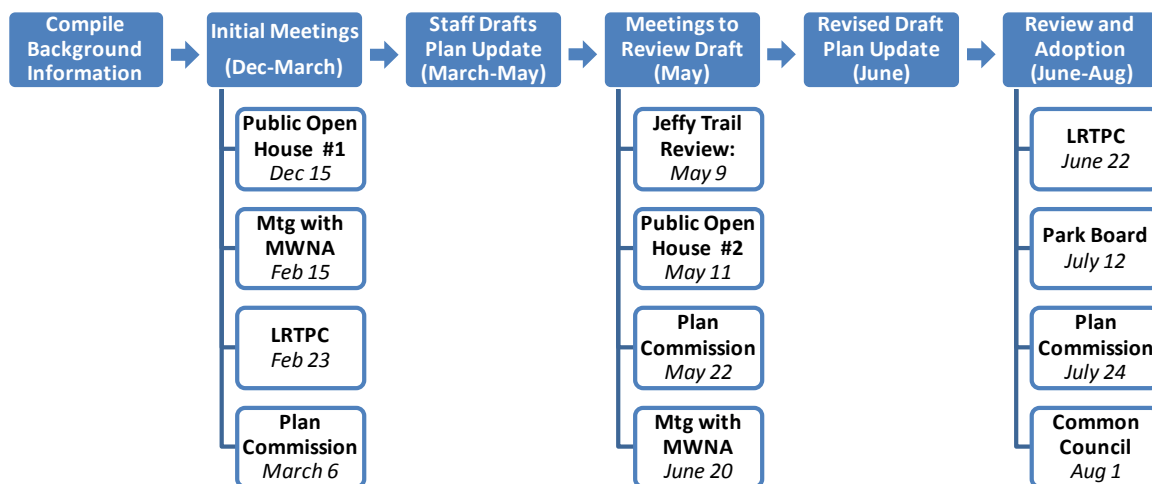 Compile
Background
Information
Initial Meetings
(Dec-March)
Staff Drafts
Plan Update
(March-May)
Meetings to
Review Draft
(May)
Revised Draft
Plan Update
(June)
Review and
Adoption
(June-Aug)
Public Open
House #1
Dec 15
Mtg with
MWNA
Feb 15
LRTPC
Feb 23
Plan
Commission
March 6
Jeffy Trail
Review:
May 9
Public Open
House #2
May 11
Plan
Commission
May 22
Mtg with
MWNA
June 20
LRTPC
June 22
Park Board
July 12
Plan
Commission
July 24
Common
Council
Aug 1